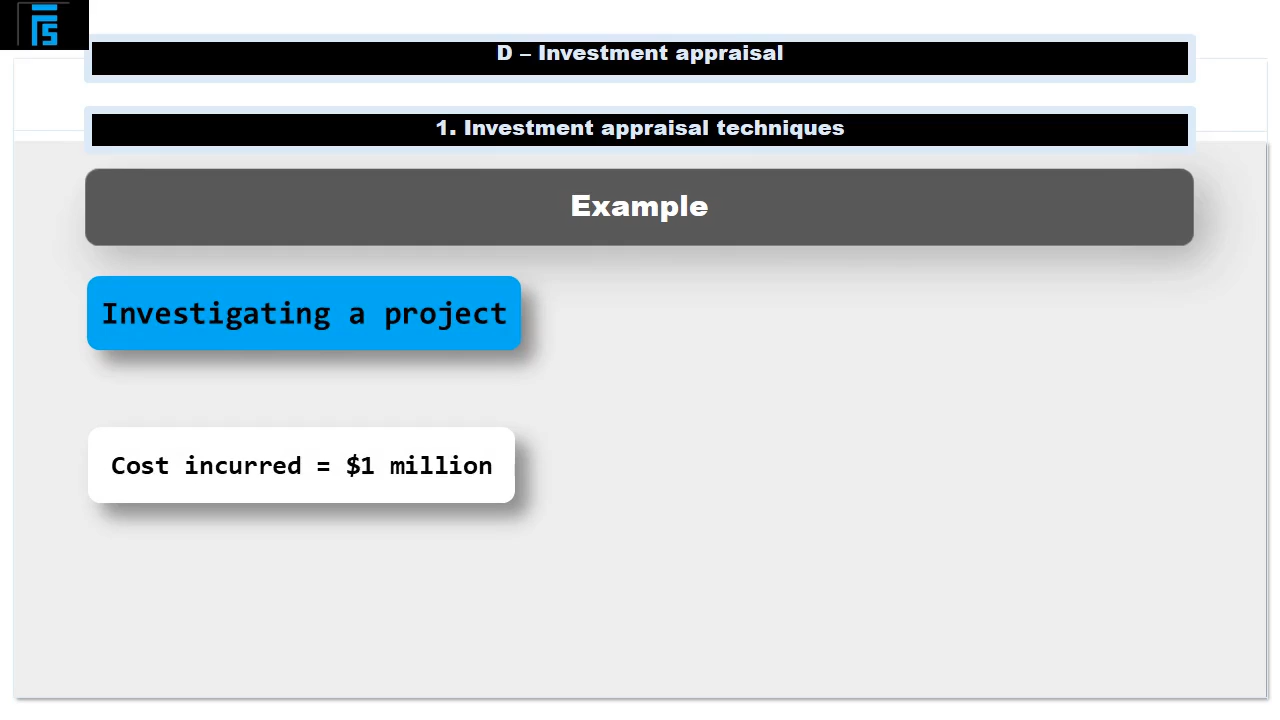 D – Investment appraisal
1. Investment appraisal techniques
Example
Investigating a project
Cost incurred = $1 million